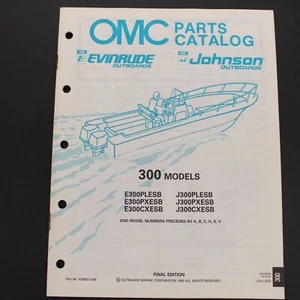 OMC PARTS CATALOG
EVINRUDE OUTBOARDS
Johnson OUTBOARDS
300 MODELS
E300PLESB J300PLESB
E300PXESB J300PXESB
E300CXESB J300CXESB
AND MODEL NUMBERS PRECEDED BY A, B, C, H, S, V
FINAL EDITION
300